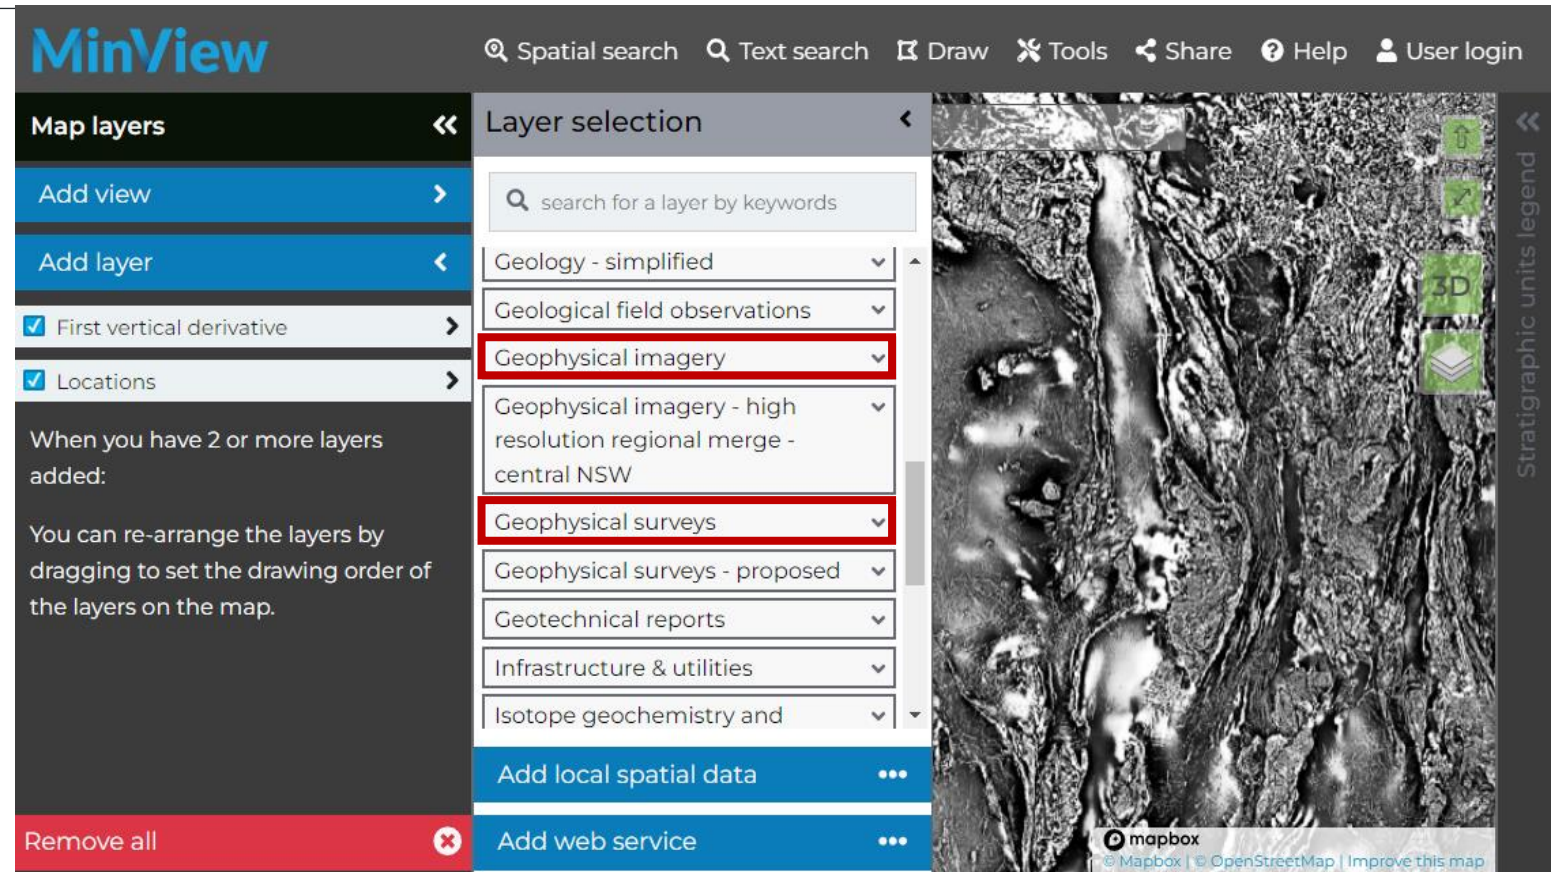 MinView
Spatial search
Text search
Draw
Tools
Share
Help
User login
Map layers
Add view
Add layer
First vertical derivative
Locations
When you have 2 or more layers
added:
You can re-arrange the layers by
dragging to set the drawing order of
the layers on the map.
Remove all
Layer selection
search for a layer by keywords
Geology - simplified
Geological field observations
Geophysical imagery
Geophysical imagery - high
resolution regional merge -
central NSW
Geophysical surveys
Geophysical surveys - proposed
Geotechnical reports
Infrastructure & utilities
Isotope geochemistry and
Add local spatial data
Add web service
3D
mapbox
© Mapbox | © OpenStreetMap | Improve this map
Stratigraphic units legend